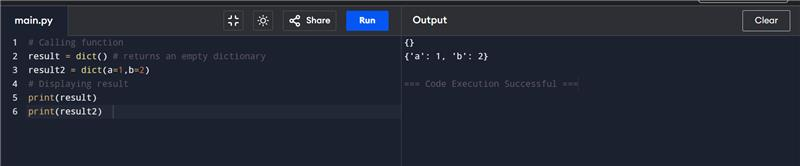 main.py
Share
Run
Output
Clear
1 # Calling function
2 result = dict() # returns an empty dictionary
3 result2 = dict(a=1,b=2)
4 # Displaying result
5 print(result)
6 print(result2)
{}
{'a': 1, 'b': 2}
=== Code Execution Successful ===